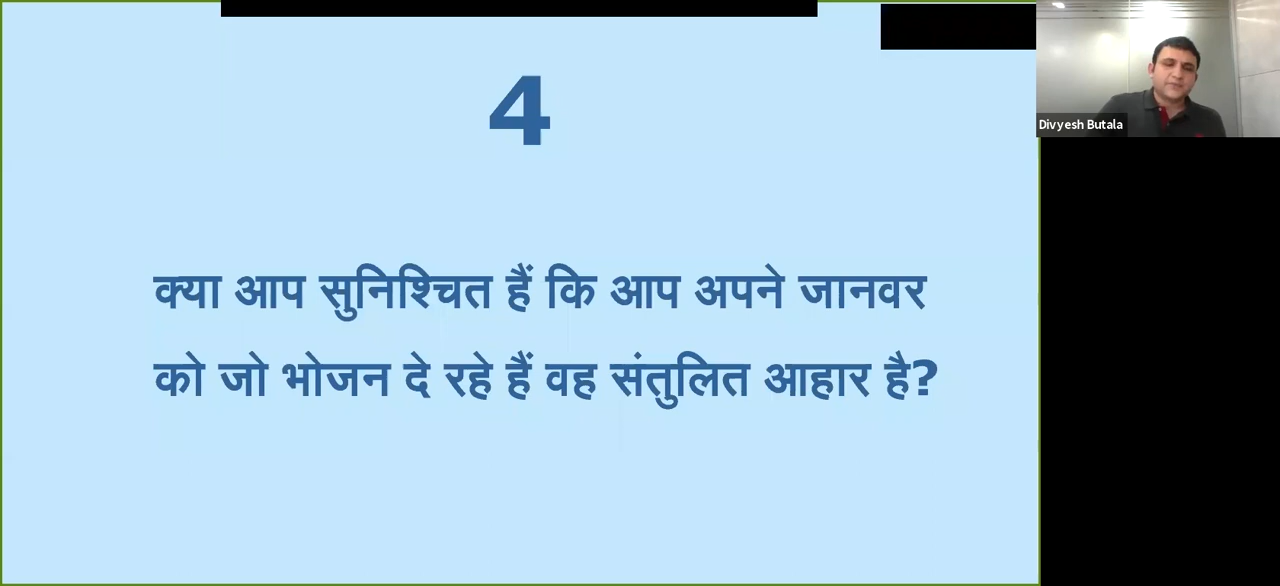 4
Divyesh Butala
क्या आप सुनिश्चित हैं कि आप अपने जानवर
को जो भोजन दे रहे हैं वह संतुलित आहार है?